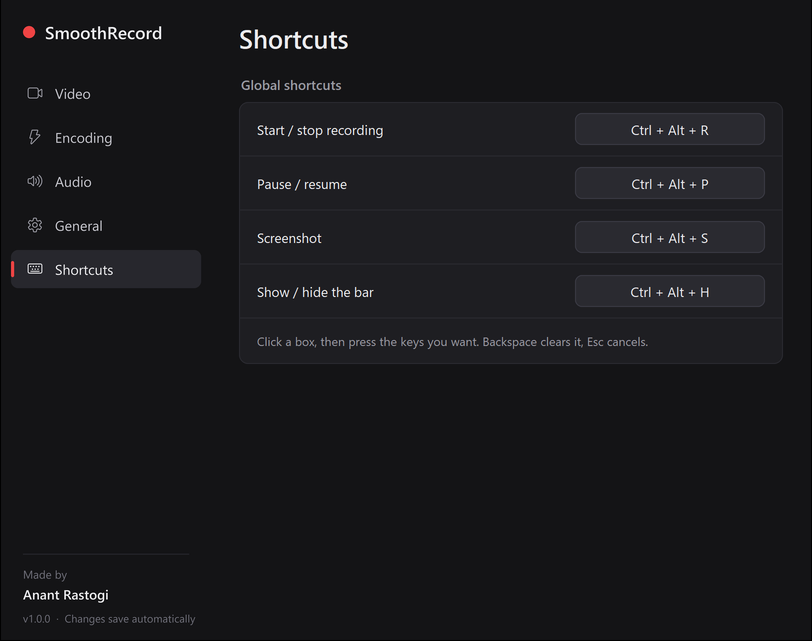 SmoothRecord
Video
Encoding
Audio
General
Shortcuts
Made by
Anant Rastogi
v1.0.0 · Changes save automatically
Shortcuts
Global shortcuts
Start / stop recording Ctrl + Alt + R
Pause / resume Ctrl + Alt + P
Screenshot Ctrl + Alt + S
Show / hide the bar Ctrl + Alt + H
Click a box, then press the keys you want. Backspace clears it, Esc cancels.